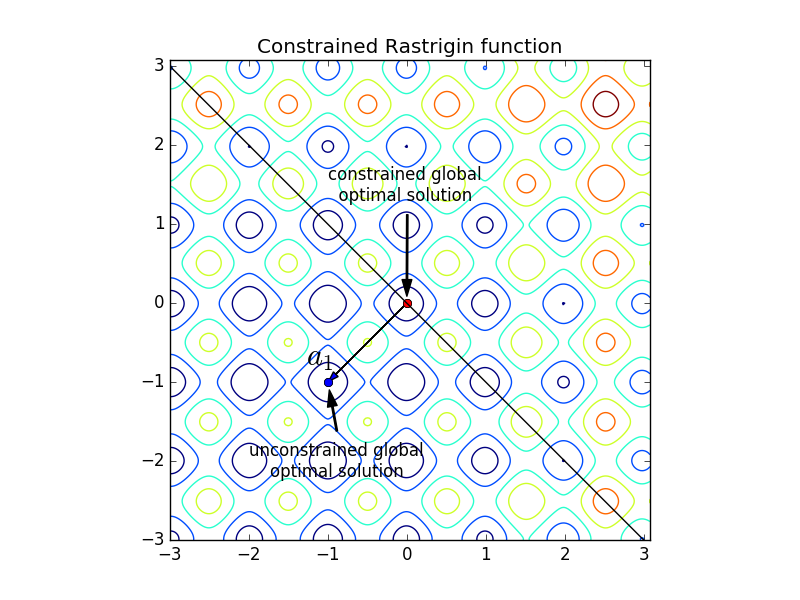 Constrained Rastrigin function
3
2
constrained global
optimal solution
1
0
a₁
−1
unconstrained global
optimal solution
−2
−3
−3 −2 −1 0 1 2 3